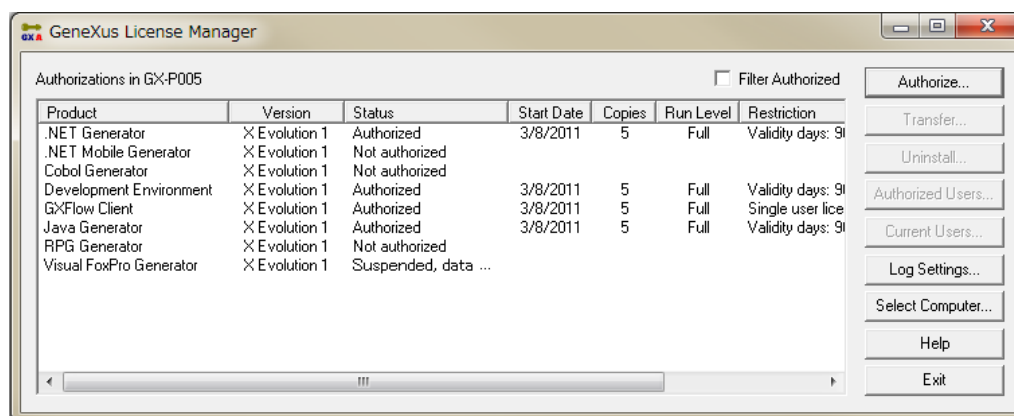 GeneXus License Manager
Authorizations in GX-P005 Filter Authorized
Product Version Status Start Date Copies Run Level Restriction
.NET Generator X Evolution 1 Authorized 3/8/2011 5 Full Validity days: 90
.NET Mobile Generator X Evolution 1 Not authorized
Cobol Generator X Evolution 1 Not authorized
Development Environment X Evolution 1 Authorized 3/8/2011 5 Full Validity days: 90
GXFlow Client X Evolution 1 Authorized 3/8/2011 5 Full Single user lice
Java Generator X Evolution 1 Authorized 3/8/2011 5 Full Validity days: 90
RPG Generator X Evolution 1 Not authorized
Visual FoxPro Generator X Evolution 1 Suspended, data ...
Authorize...
Transfer...
Uninstall...
Authorized Users...
Current Users...
Log Settings...
Select Computer...
Help
Exit